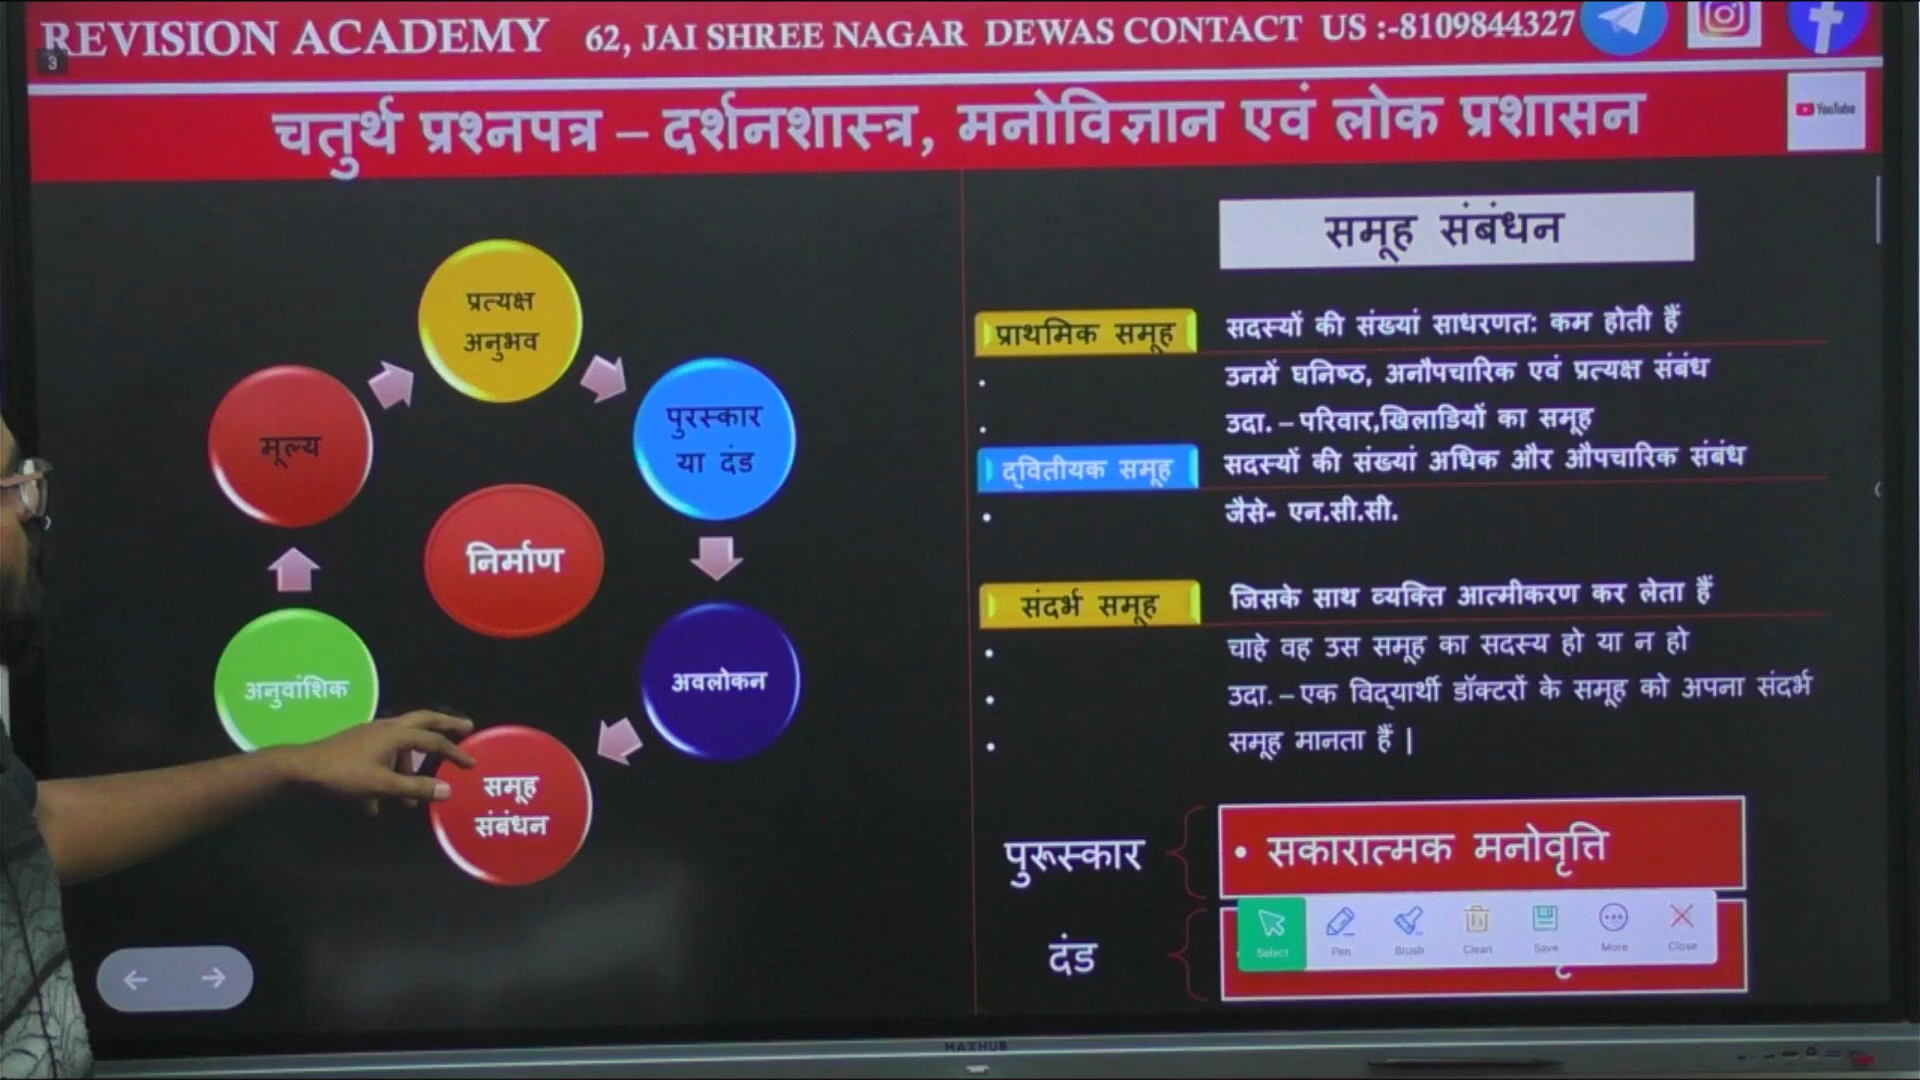 REVISION ACADEMY 62, JAI SHREE NAGAR DEWAS CONTACT US :-8109844327
3
चतुर्थ प्रश्नपत्र – दर्शनशास्त्र, मनोविज्ञान एवं लोक प्रशासन
YouTube
प्रत्यक्ष
अनुभव
पुरस्कार
या दंड
अवलोकन
समूह
संबंधन
अनुवांशिक
मूल्य
निर्माण
समूह संबंधन
प्राथमिक समूह सदस्यों की संख्यां साधरणत: कम होती हैं
• उनमें घनिष्ठ, अनौपचारिक एवं प्रत्यक्ष संबंध
• उदा. – परिवार,खिलाडियों का समूह
द्वितीयक समूह सदस्यों की संख्यां अधिक और औपचारिक संबंध
• जैसे- एन.सी.सी.
संदर्भ समूह जिसके साथ व्यक्ति आत्मीकरण कर लेता हैं
• चाहे वह उस समूह का सदस्य हो या न हो
• उदा. – एक विद्यार्थी डॉक्टरों के समूह को अपना संदर्भ
• समूह मानता हैं |
पुरूस्कार • सकारात्मक मनोवृत्ति
दंड
Select Pen Brush Clean Save More Close
MAXHUB